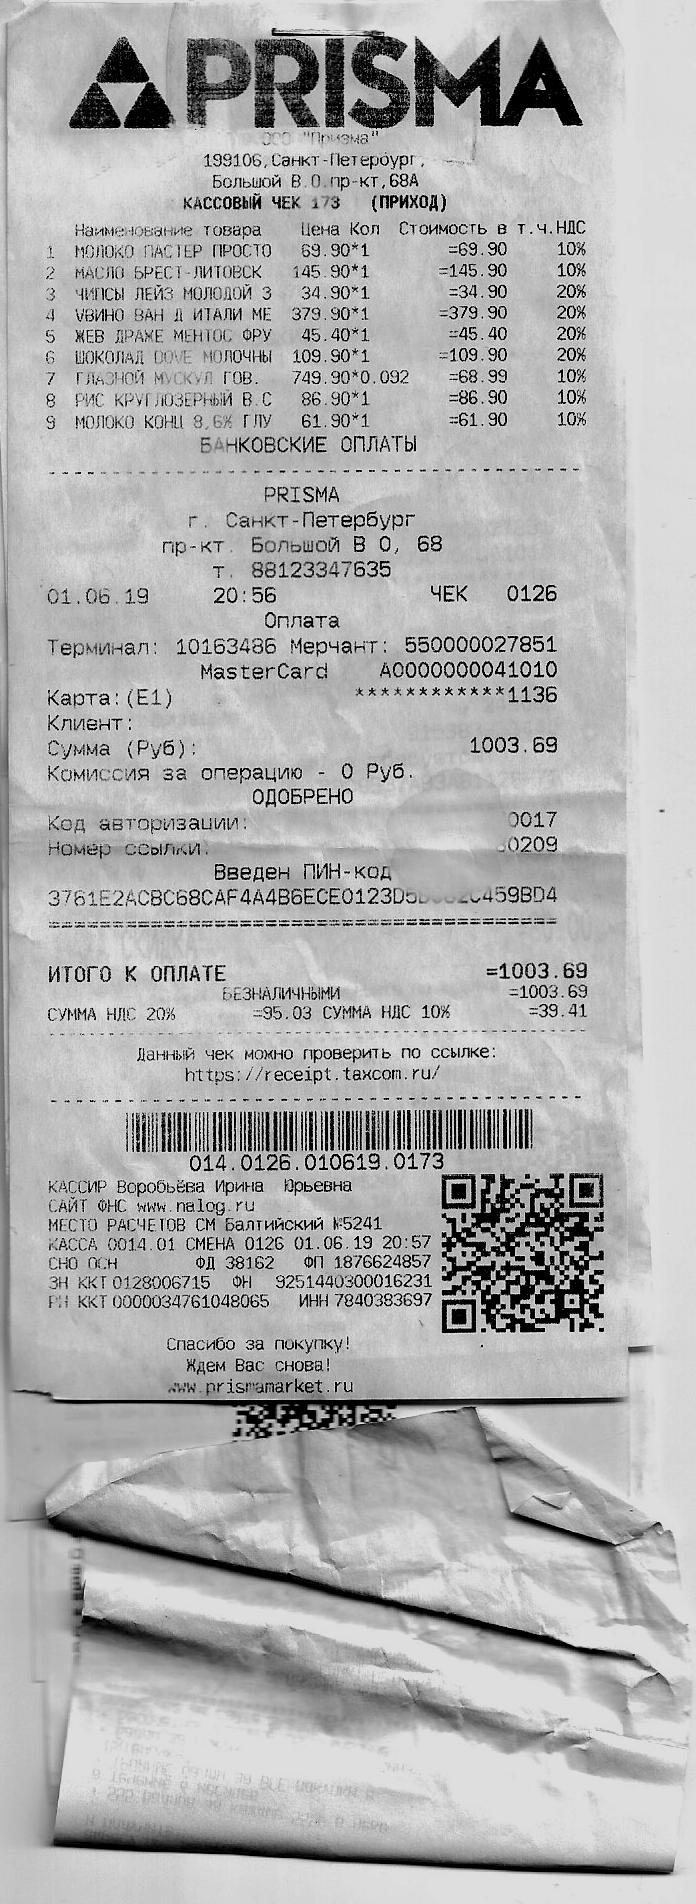 PRISMA
ООО "Призма"
199106,Санкт-Петербург,
Большой В.О.пр-кт,68А
КАССОВЫЙ ЧЕК 173 (ПРИХОД)
Наименование товара Цена Кол Стоимость в т.ч.НДС
1 МОЛОКО ПАСТЕР ПРОСТО 69.90*1 =69.90 10%
2 МАСЛО БРЕСТ-ЛИТОВСК 145.90*1 =145.90 10%
3 ЧИПСЫ ЛЕЙЗ МОЛОДОЙ З 34.90*1 =34.90 20%
4 VВИНО ВАН Д ИТАЛИ МЕ 379.90*1 =379.90 20%
5 ЖЕВ ДРАЖЕ МЕНТОС ФРУ 45.40*1 =45.40 20%
6 ШОКОЛАД DOVE МОЛОЧНЫ 109.90*1 =109.90 20%
7 ГЛАЗНОЙ МУСКУЛ ГОВ. 749.90*0.092 =68.99 10%
8 РИС КРУГЛОЗЕРНЫЙ В.С 86.90*1 =86.90 10%
9 МОЛОКО КОНЦ 8,6% ГЛУ 61.90*1 =61.90 10%
БАНКОВСКИЕ ОПЛАТЫ
PRISMA
г. Санкт-Петербург
пр-кт. Большой В О, 68
т. 88123347635
01.06.19 20:56 ЧЕК 0126
Оплата
Терминал: 10163486 Мерчант: 550000027851
MasterCard A0000000041010
Карта:(E1) ************1136
Клиент:
Сумма (Руб): 1003.69
Комиссия за операцию - 0 Руб.
ОДОБРЕНО
Код авторизации: 0017
Номер ссылки: 0209
Введен ПИН-код
ИТОГО К ОПЛАТЕ =1003.69
БЕЗНАЛИЧНЫМИ =1003.69
СУММА НДС 20% =95.03 СУММА НДС 10% =39.41
Данный чек можно проверить по ссылке:
https://receipt.taxcom.ru/
014.0126.010619.0173
КАССИР Воробьёва Ирина Юрьевна
САЙТ ФНС www.nalog.ru
МЕСТО РАСЧЕТОВ СМ Балтийский №5241
КАССА 0014.01 СМЕНА 0126 01.06.19 20:57
СНО ОСН ФД 38162 ФП 1876624857
ЗН ККТ 0128006715 ФН 9251440300016231
РН ККТ 0000034761048065 ИНН 7840383697
Спасибо за покупку!
Ждем Вас снова!
www.prismamarket.ru